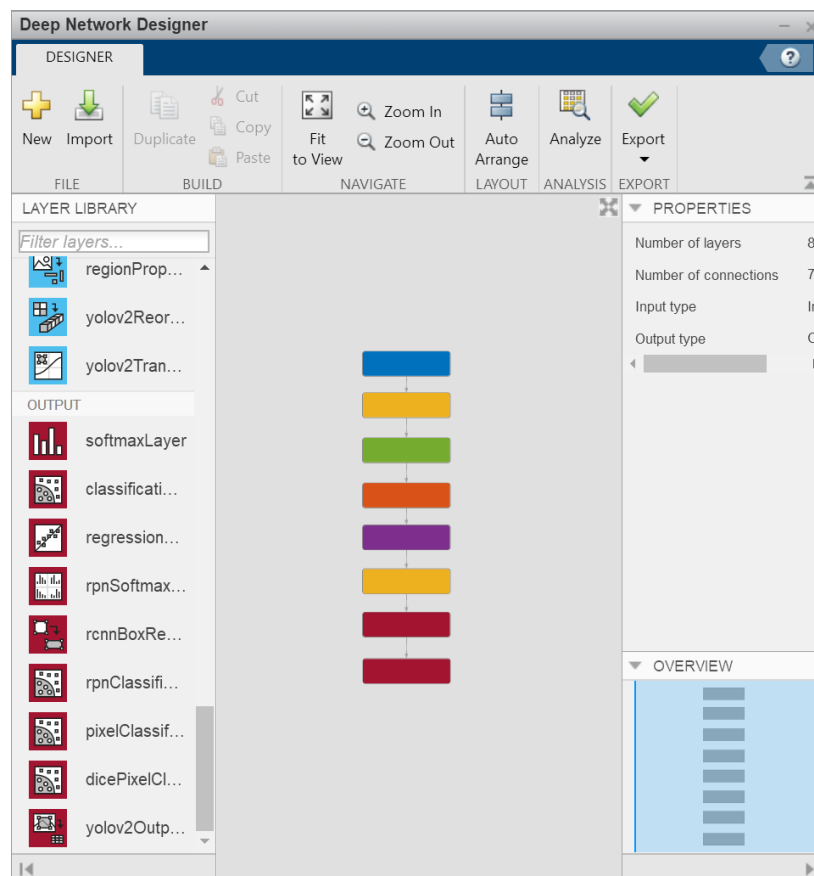 Deep Network Designer
DESIGNER
?
New
Import
Duplicate
Cut
Copy
Paste
Fit
to View
Zoom In
Zoom Out
Auto
Arrange
Analyze
Export
FILE
BUILD
NAVIGATE
LAYOUT
ANALYSIS
EXPORT
LAYER LIBRARY
Filter layers...
regionProp...
yolov2Reor...
yolov2Tran...
OUTPUT
softmaxLayer
classificati...
regression...
rpnSoftmax...
rcnnBoxRe...
rpnClassifi...
pixelClassif...
dicePixelCl...
yolov2Outp...
PROPERTIES
Number of layers 8
Number of connections 7
Input type
Output type
OVERVIEW